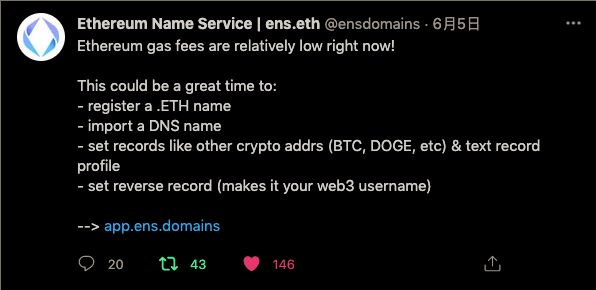 Ethereum Name Service | ens.eth @ensdomains · 6月5日
Ethereum gas fees are relatively low right now!
This could be a great time to:
- register a .ETH name
- import a DNS name
- set records like other crypto addrs (BTC, DOGE, etc) & text record
profile
- set reverse record (makes it your web3 username)
--> app.ens.domains
20 43 146